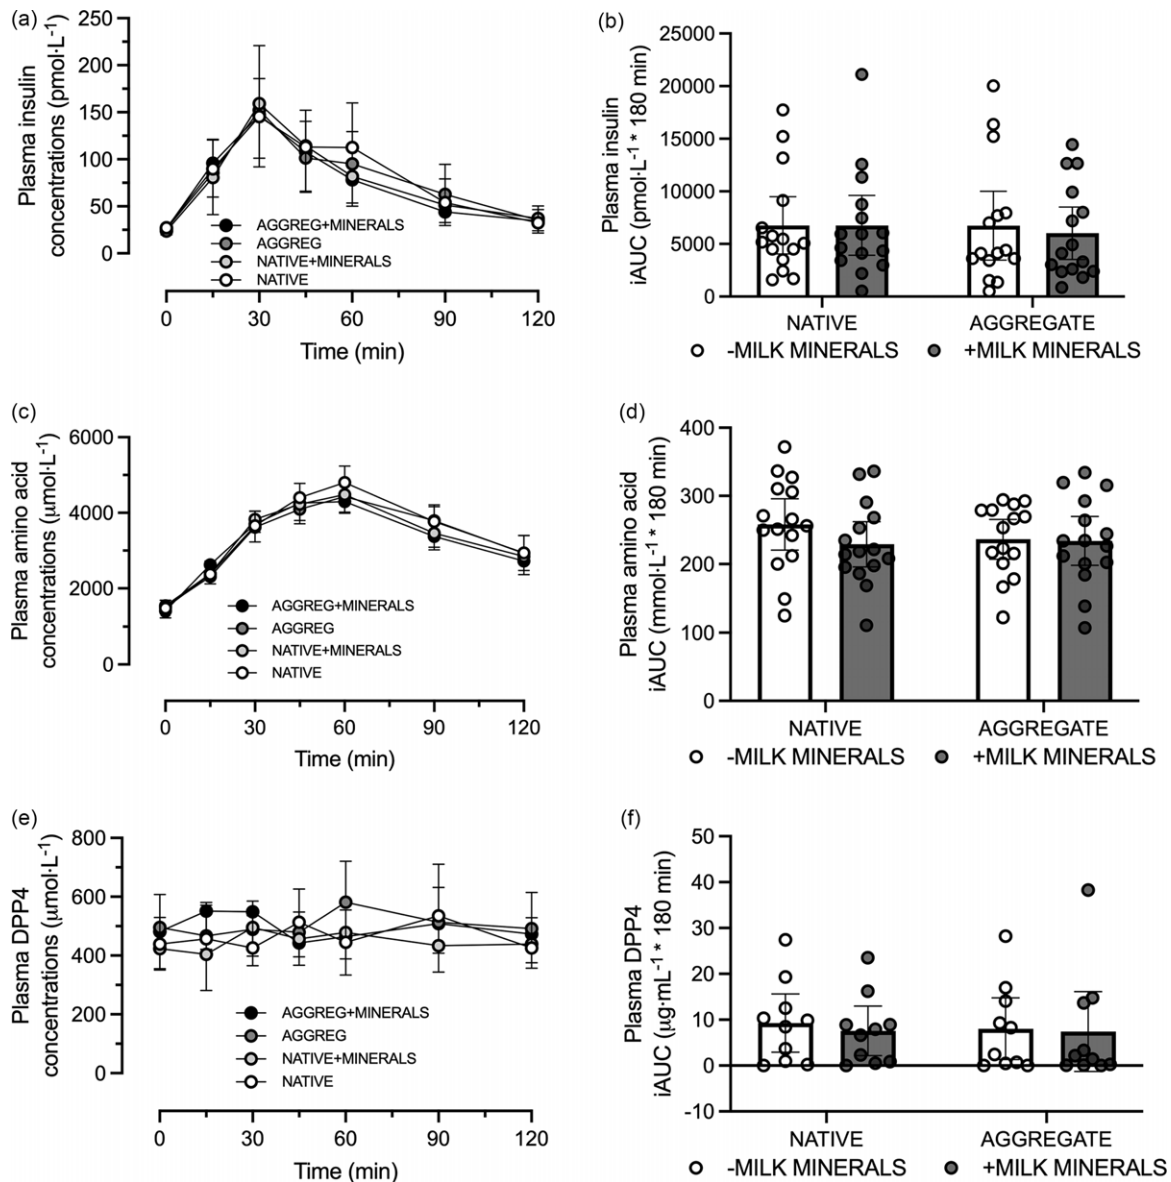 (a)
Plasma insulin
concentrations (pmol·L⁻¹)
250
200
150
100
50
0
AGGREG+MINERALS
AGGREG
NATIVE+MINERALS
NATIVE
0 30 60 90 120
Time (min)
(b)
Plasma insulin
iAUC (pmol·L⁻¹ * 180 min)
25000
20000
15000
10000
5000
0
NATIVE AGGREGATE
-MILK MINERALS +MILK MINERALS
(c)
Plasma amino acid
concentrations (μmol·L⁻¹)
6000
4000
2000
0
AGGREG+MINERALS
AGGREG
NATIVE+MINERALS
NATIVE
0 30 60 90 120
Time (min)
(d)
Plasma amino acid
iAUC (mmol·L⁻¹ * 180 min)
400
300
200
100
0
NATIVE AGGREGATE
-MILK MINERALS +MILK MINERALS
(e)
Plasma DPP4
concentrations (μmol·L⁻¹)
800
600
400
200
0
AGGREG+MINERALS
AGGREG
NATIVE+MINERALS
NATIVE
0 30 60 90 120
Time (min)
(f)
Plasma DPP4
iAUC (μg·mL⁻¹ * 180 min)
50
40
30
20
10
0
-10
NATIVE AGGREGATE
-MILK MINERALS +MILK MINERALS